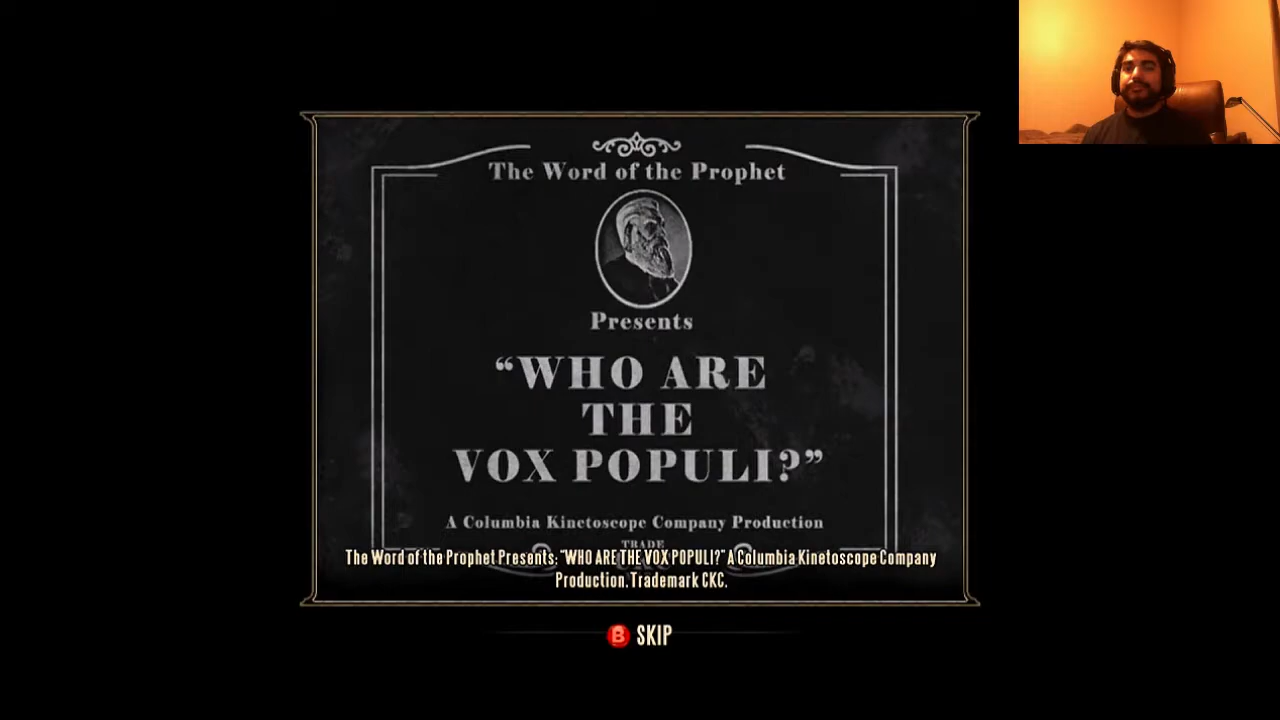 The Word of the Prophet
Presents
“WHO ARE
THE
VOX POPULI?”
A Columbia Kinetoscope Company Production
TRADE
The Word of the Prophet Presents: "WHO ARE THE VOX POPULI?" A Columbia Kinetoscope Company
Production. Trademark CKC.
B SKIP